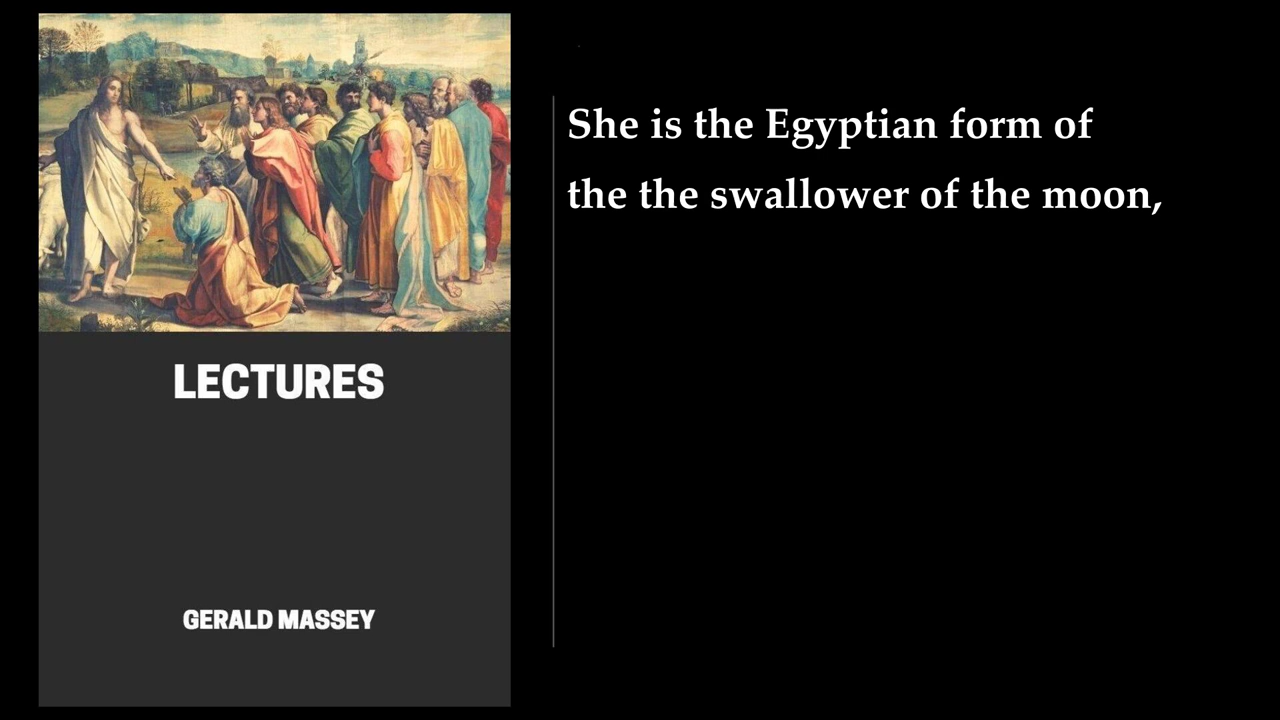 LECTURES
GERALD MASSEY
She is the Egyptian form of
the the swallower of the moon,